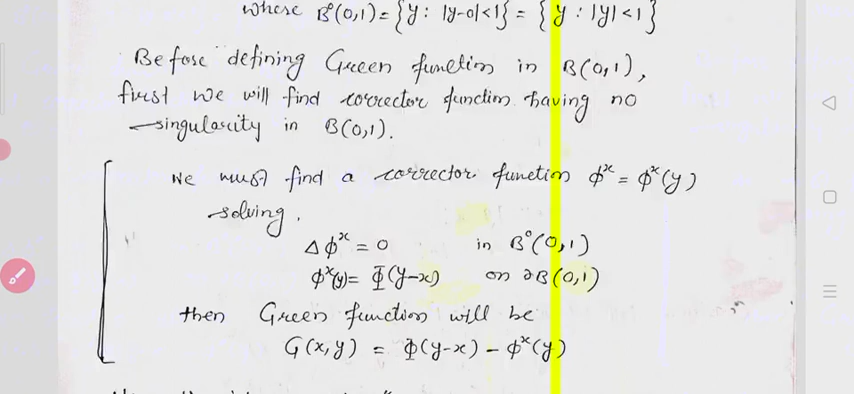 where B°(0,1) = {y : |y-0|<1} = {y : |y|<1}
Before defining Green function in B(0,1),
first we will find corrector function having no
singularity in B(0,1).
We must find a corrector function ϕˣ = ϕˣ(y)
solving.
Δϕˣ = 0 in B°(0,1)
ϕˣ(y) = Φ(y-x) on ∂B(0,1)
then Green function will be
G(x,y) = Φ(y-x) - ϕˣ(y)